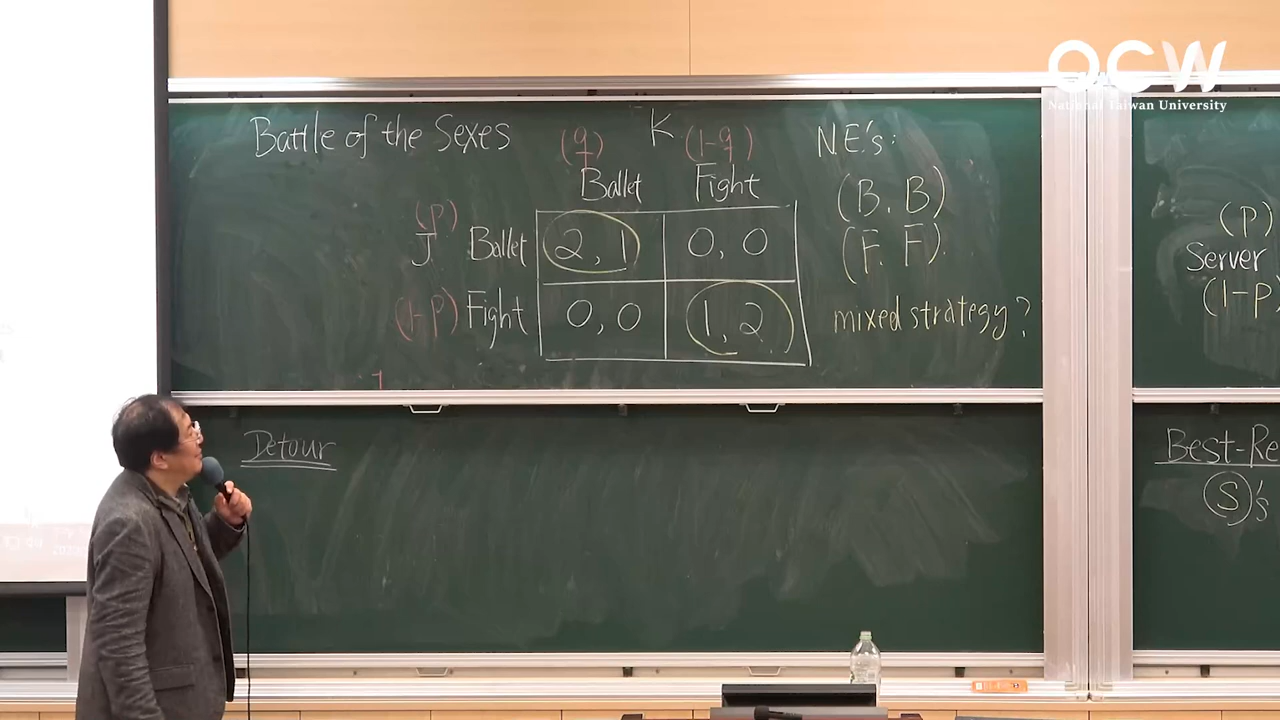 OCW
National Taiwan University
Battle of the Sexes
K
(q)
(1-q)
Ballet
Fight
(P)
J
Ballet
2, 1
0, 0
(1-P)
Fight
0, 0
1, 2
N.E.'s:
(B, B)
(F, F).
mixed strategy?
Detour
(P)
Server
(1-P
Best-Re
S's